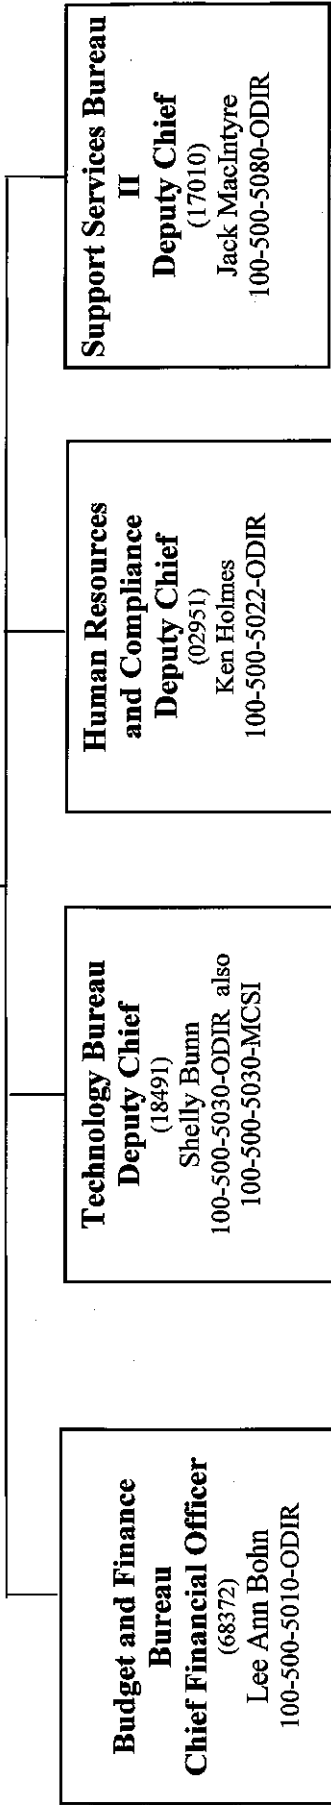 Budget and Finance
Bureau
Chief Financial Officer
(68372)
Lee Ann Bohn
100-500-5010-ODIR
Technology Bureau
Deputy Chief
(18491)
Shelly Bunn
100-500-5030-ODIR also
100-500-5030-MCSI
Human Resources
and Compliance
Deputy Chief
(02951)
Ken Holmes
100-500-5022-ODIR
Support Services Bureau
II
Deputy Chief
(17010)
Jack MacIntyre
100-500-5080-ODIR